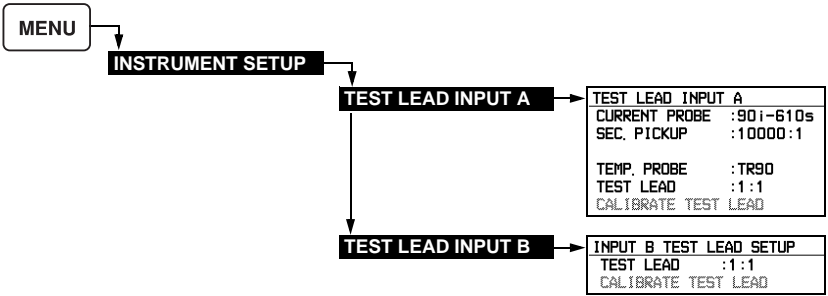 MENU
INSTRUMENT SETUP
TEST LEAD INPUT A
TEST LEAD INPUT A
CURRENT PROBE :90i-610s
SEC. PICKUP :10000:1
TEMP. PROBE :TR90
TEST LEAD :1:1
CALIBRATE TEST LEAD
TEST LEAD INPUT B
INPUT B TEST LEAD SETUP
TEST LEAD :1:1
CALIBRATE TEST LEAD